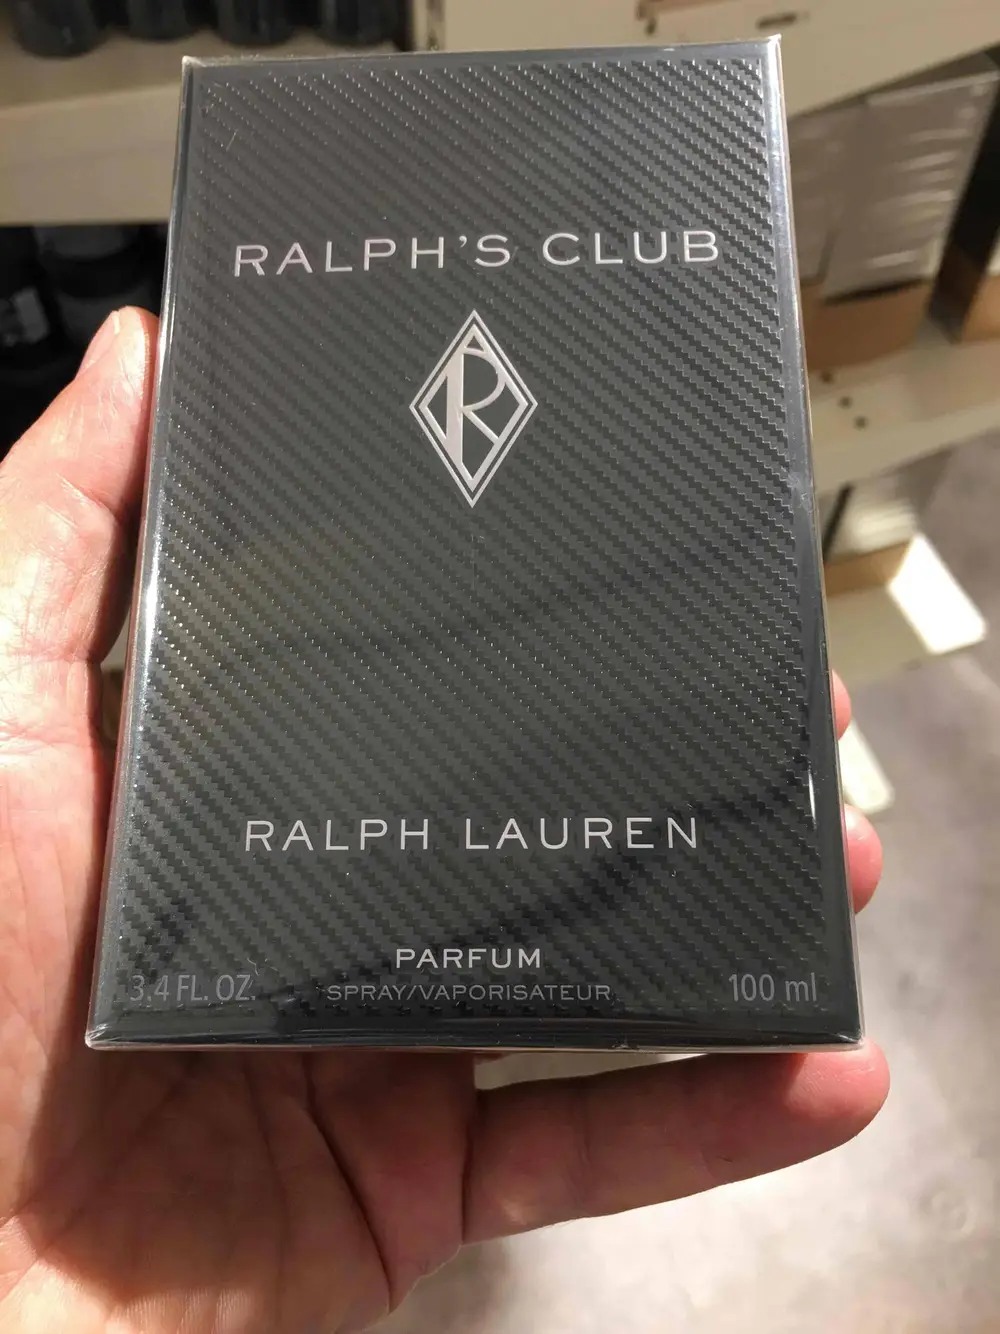 RALPH'S CLUB
R
RALPH LAUREN
PARFUM
3.4 FL. OZ. SPRAY/VAPORISATEUR 100 ml